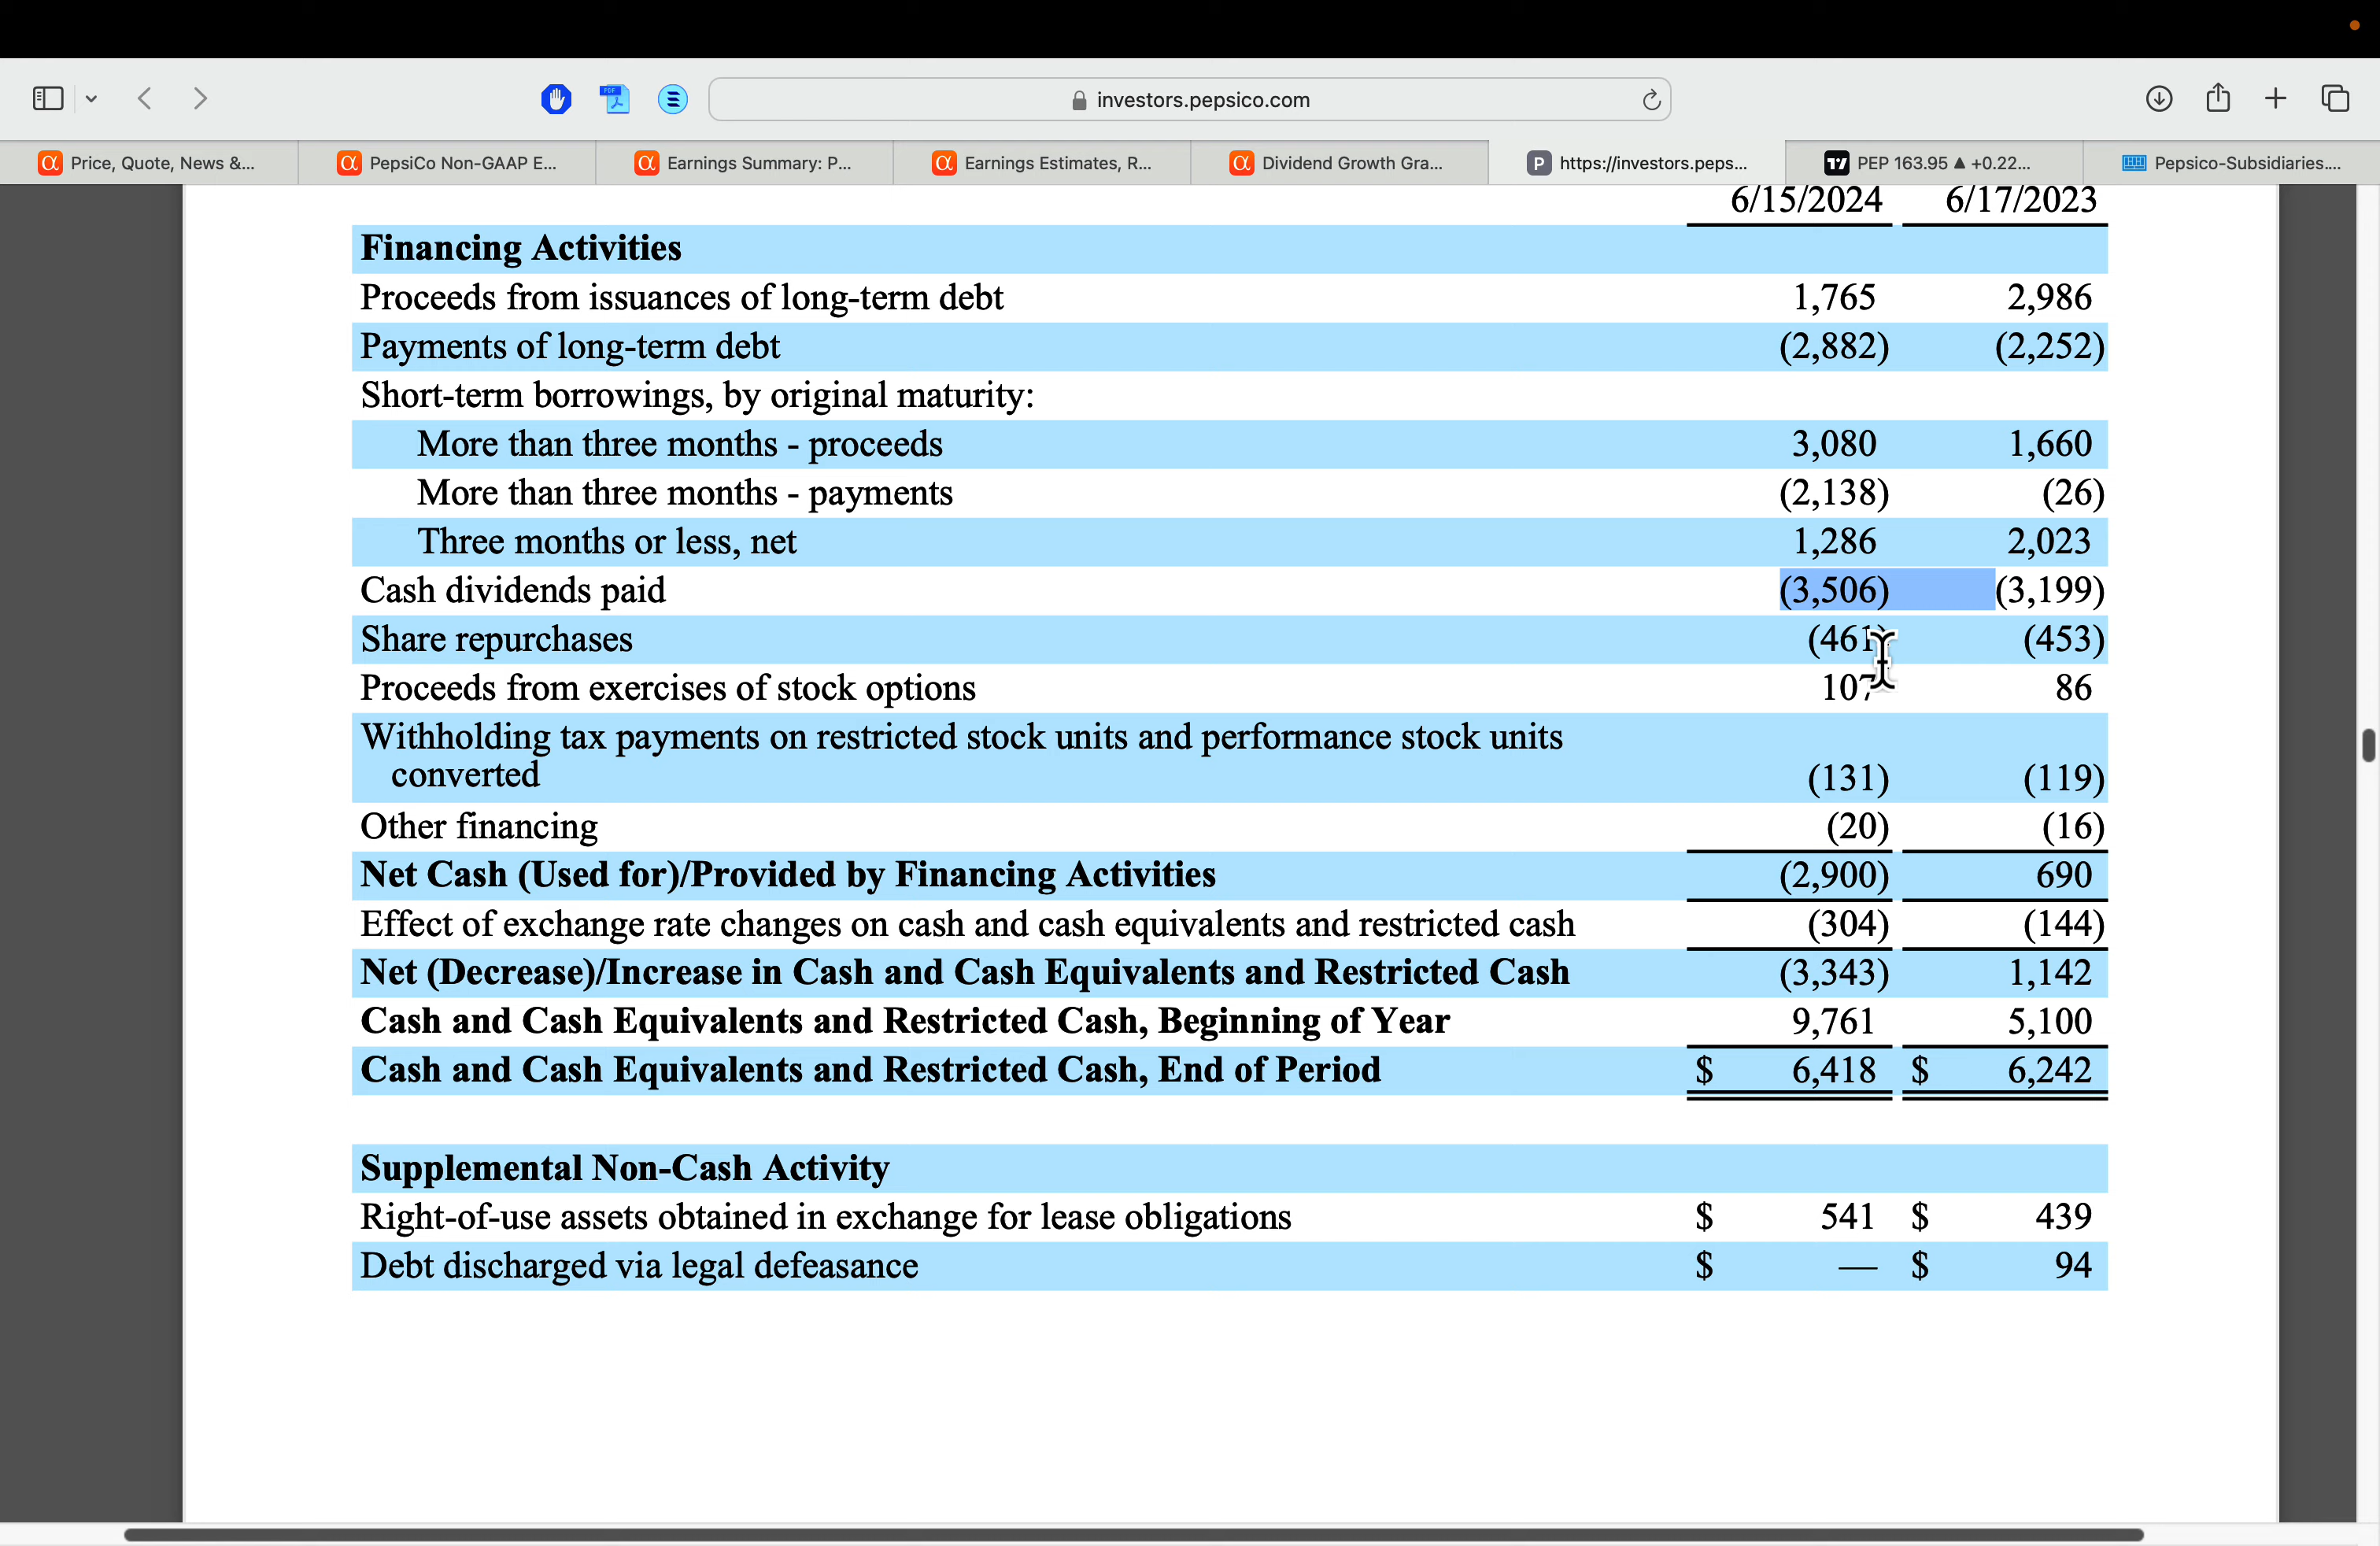 investors.pepsico.com
Price, Quote, News &...
PepsiCo Non-GAAP E...
Earnings Summary: P...
Earnings Estimates, R...
Dividend Growth Gra...
P https://investors.peps...
PEP 163.95 ▲ +0.22...
Pepsico-Subsidiaries....
6/15/2024 6/17/2023
Financing Activities
Proceeds from issuances of long-term debt 1,765 2,986
Payments of long-term debt (2,882) (2,252)
Short-term borrowings, by original maturity:
More than three months - proceeds 3,080 1,660
More than three months - payments (2,138) (26)
Three months or less, net 1,286 2,023
Cash dividends paid (3,506) (3,199)
Share repurchases (461) (453)
Proceeds from exercises of stock options 107 86
Withholding tax payments on restricted stock units and performance stock units
converted (131) (119)
Other financing (20) (16)
Net Cash (Used for)/Provided by Financing Activities (2,900) 690
Effect of exchange rate changes on cash and cash equivalents and restricted cash (304) (144)
Net (Decrease)/Increase in Cash and Cash Equivalents and Restricted Cash (3,343) 1,142
Cash and Cash Equivalents and Restricted Cash, Beginning of Year 9,761 5,100
Cash and Cash Equivalents and Restricted Cash, End of Period $ 6,418 $ 6,242
Supplemental Non-Cash Activity
Right-of-use assets obtained in exchange for lease obligations $ 541 $ 439
Debt discharged via legal defeasance $ — $ 94